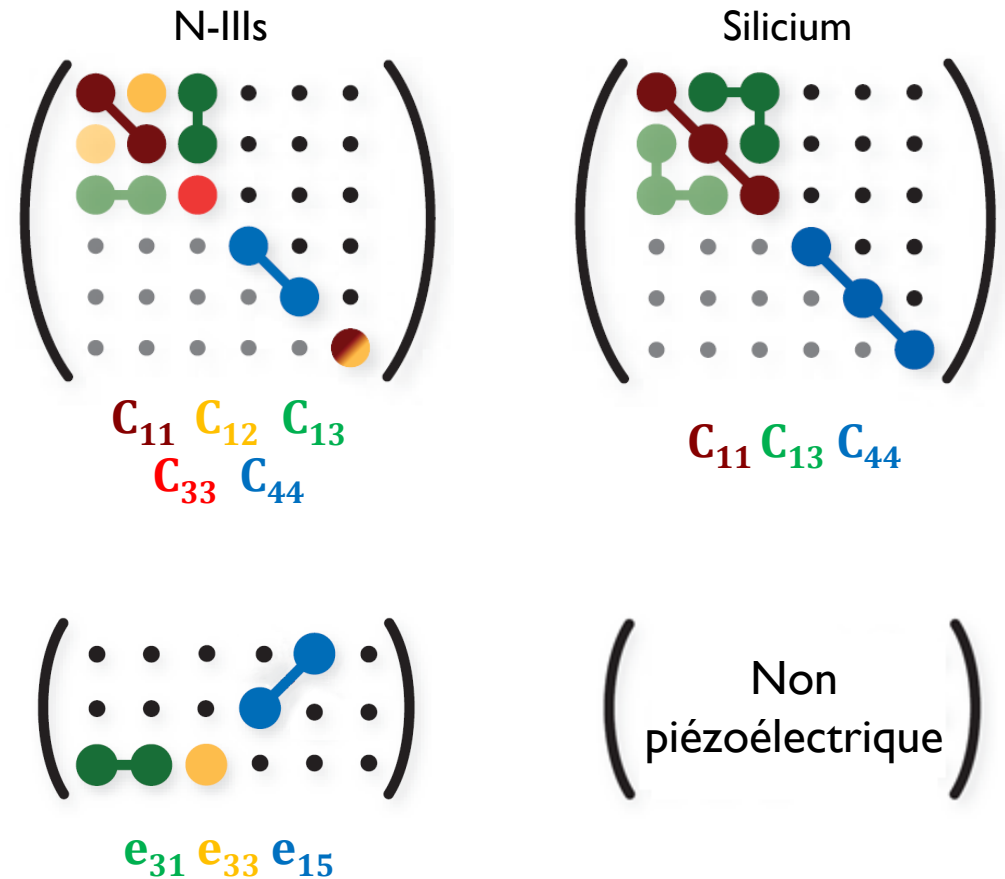 N-IIIs
Silicium
C11 C12 C13
C33 C44
C11 C13 C44
Non
piézoélectrique
e31 e33 e15